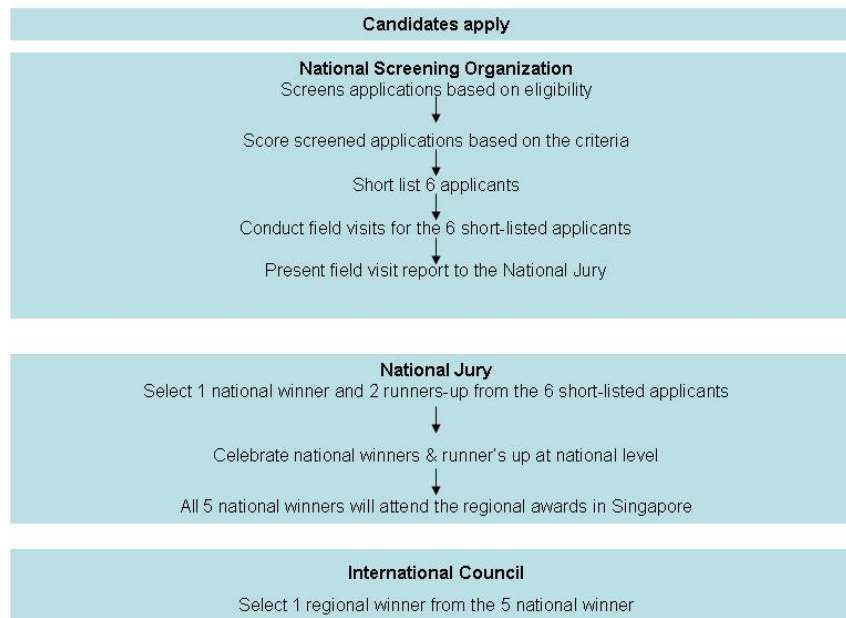 Candidates apply
National Screening Organization
Screens applications based on eligibility
Score screened applications based on the criteria
Short list 6 applicants
Conduct field visits for the 6 short-listed applicants
Present field visit report to the National Jury
National Jury
Select 1 national winner and 2 runners-up from the 6 short-listed applicants
Celebrate national winners & runner's up at national level
All 5 national winners will attend the regional awards in Singapore
International Council
Select 1 regional winner from the 5 national winner